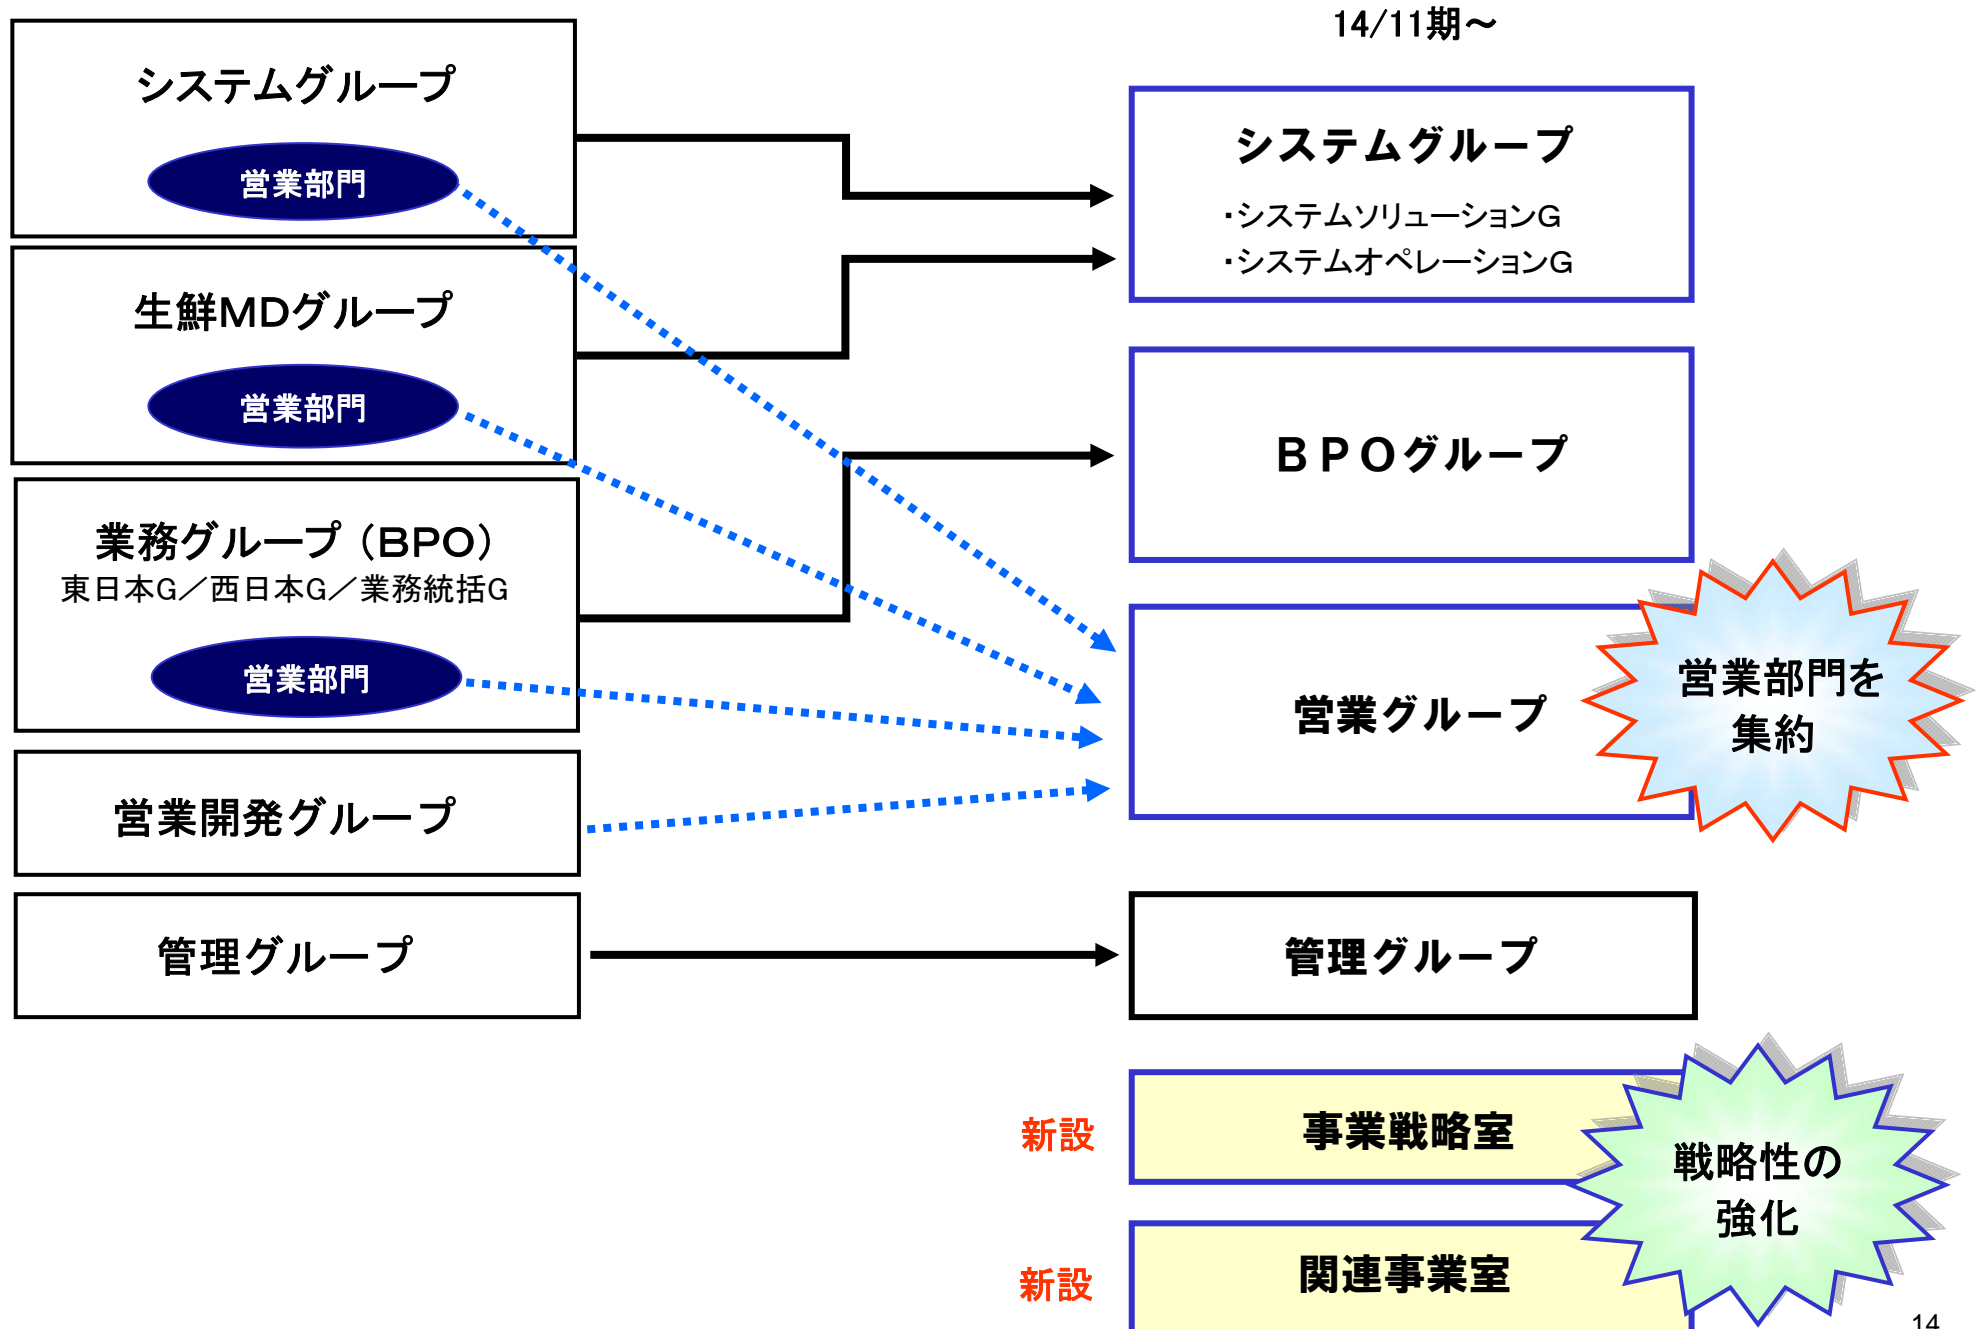 14/11期～
システムグループ
営業部門
生鮮MDグループ
営業部門
業務グループ（BPO）
東日本G／西日本G／業務統括G
営業部門
営業開発グループ
管理グループ
システムグループ
・システムソリューションG
・システムオペレーションG
ＢＰＯグループ
営業グループ
営業部門を
集約
管理グループ
新設
事業戦略室
戦略性の
強化
新設
関連事業室
14